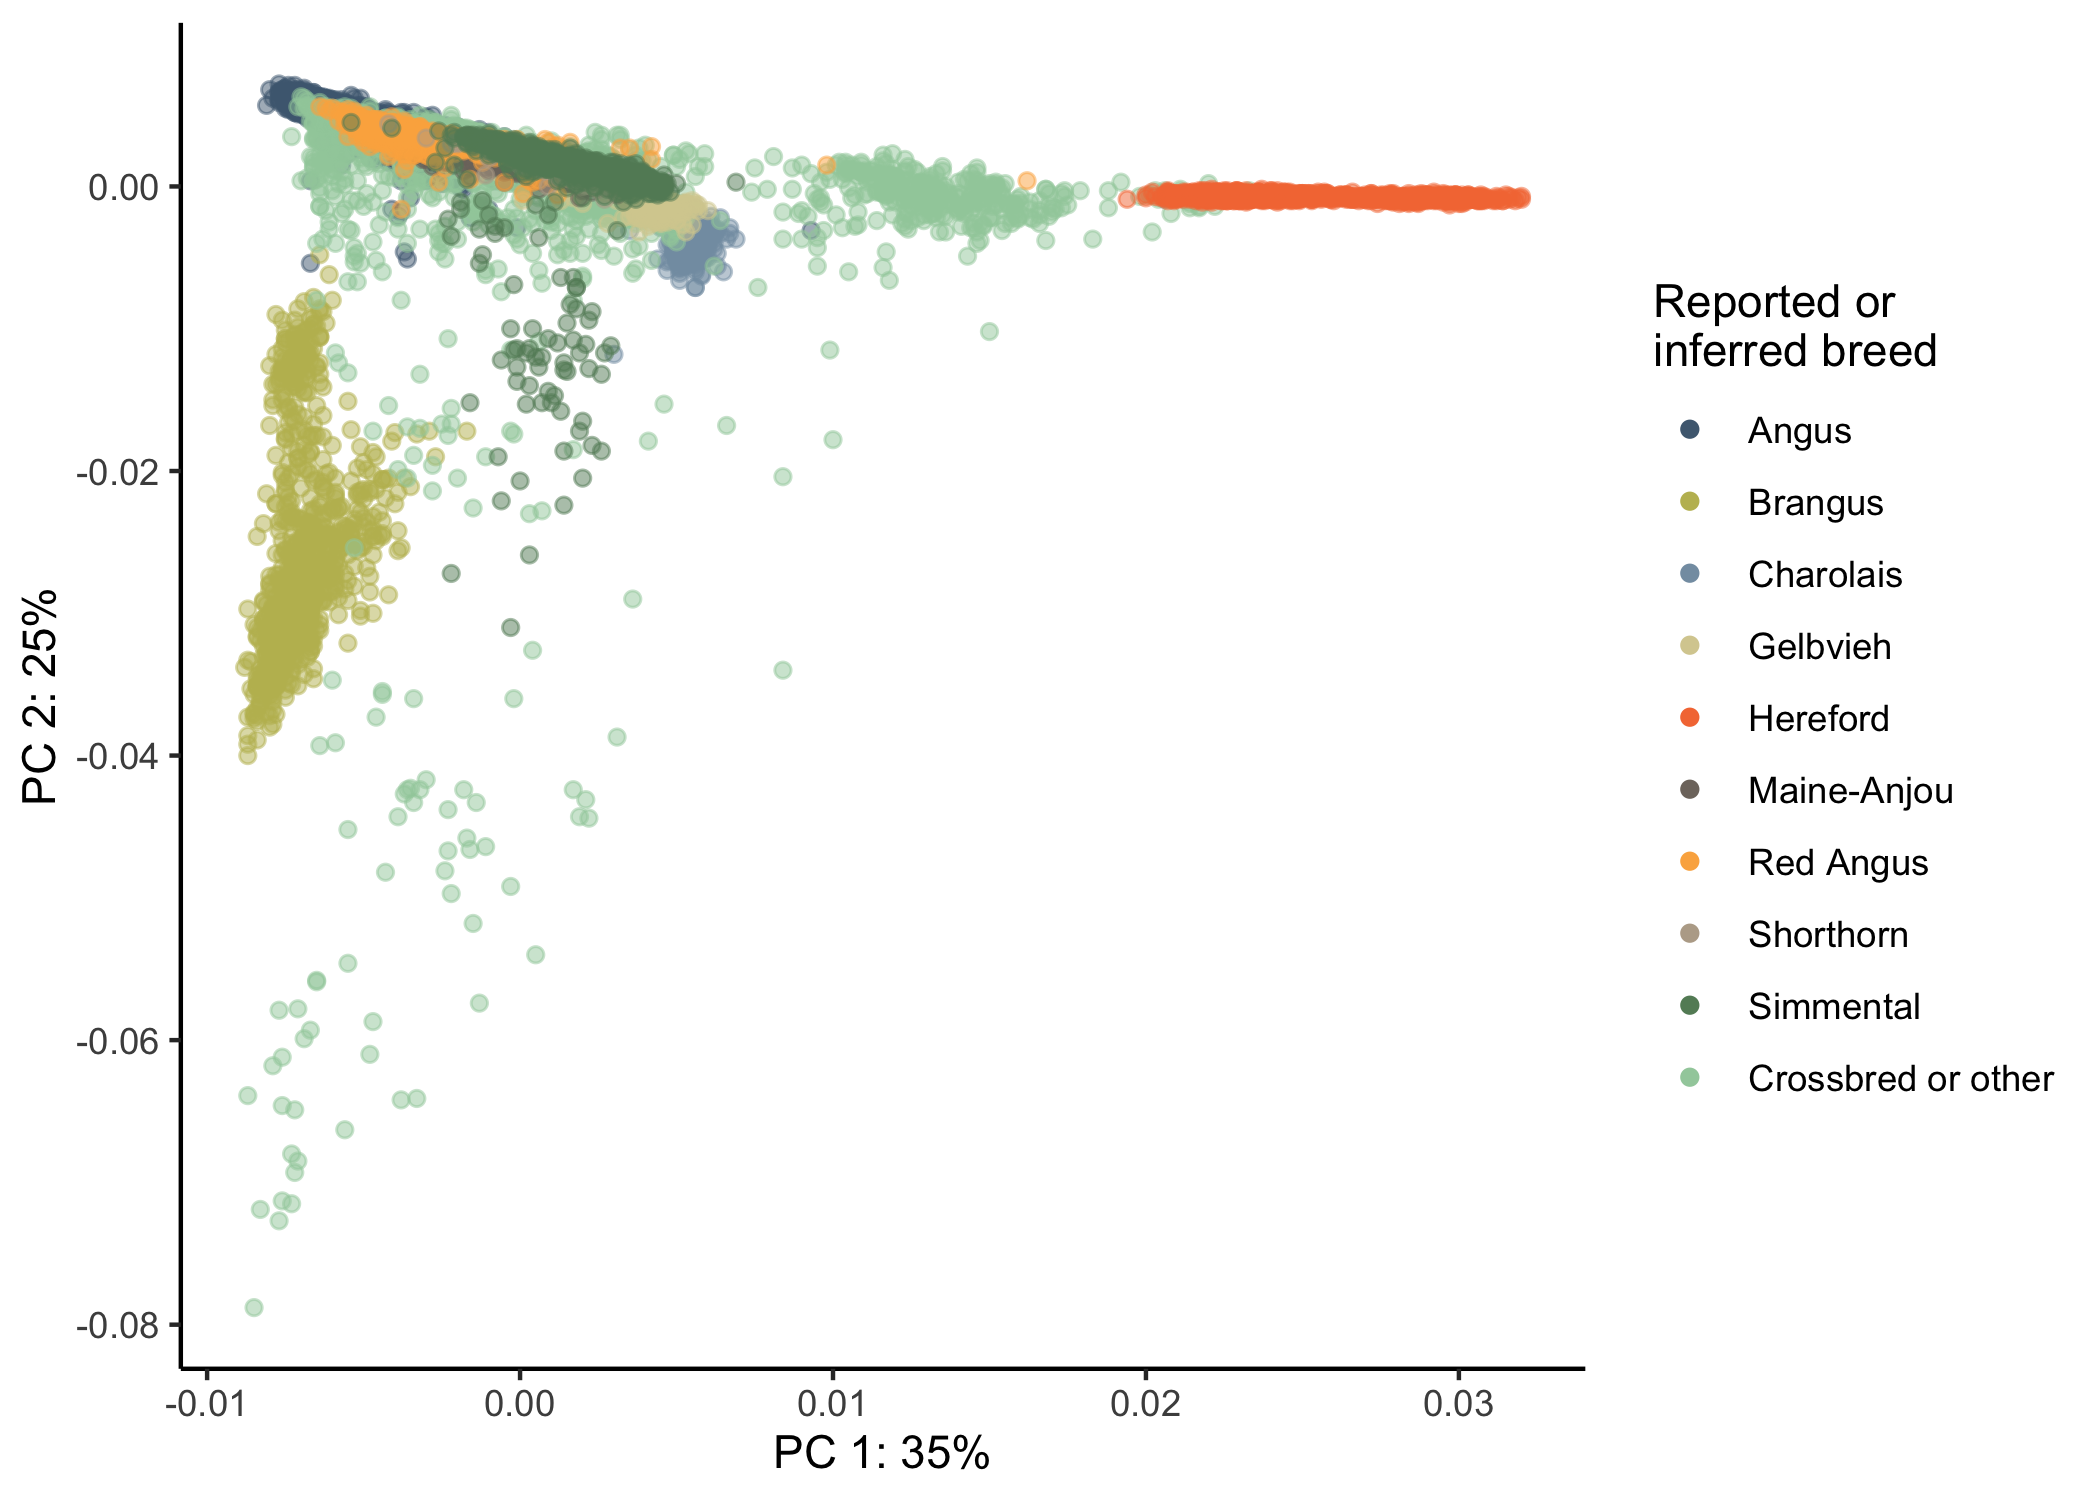 0.00
-0.02
-0.04
-0.06
-0.08
PC 2: 25%
-0.01
0.00
0.01
0.02
0.03
PC 1: 35%
Reported or
inferred breed
Angus
Brangus
Charolais
Gelbvieh
Hereford
Maine-Anjou
Red Angus
Shorthorn
Simmental
Crossbred or other